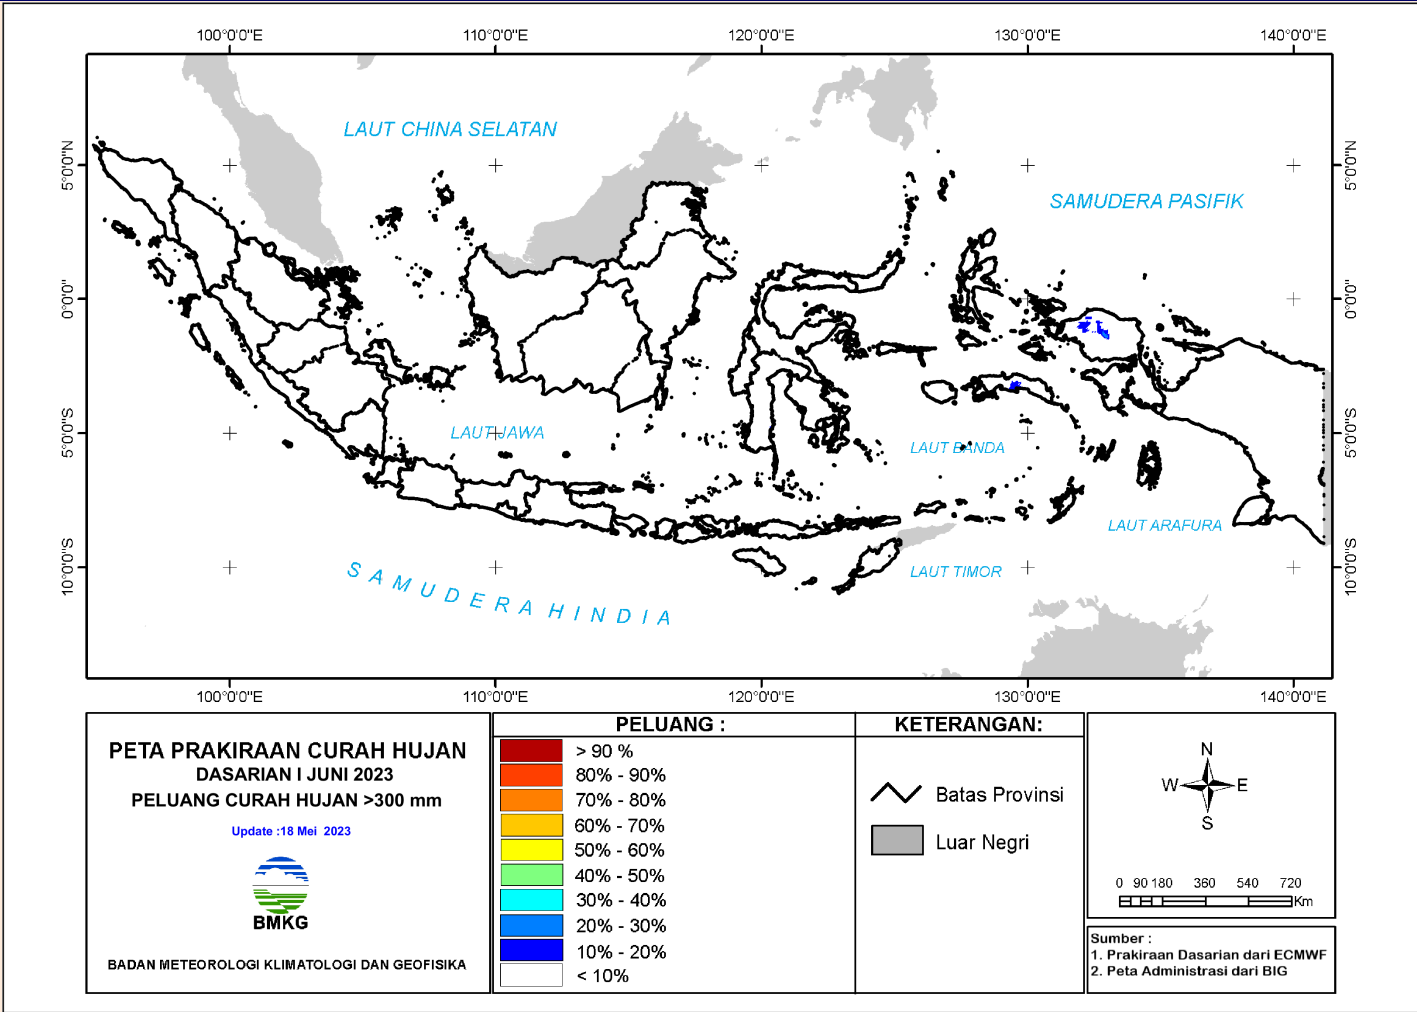 100°0'0"E 110°0'0"E 120°0'0"E 130°0'0"E 140°0'0"E
LAUT CHINA SELATAN
5°0'0"N 5°0'0"N
SAMUDERA PASIFIK
0°0'0" 0°0'0"
LAUT JAWA
5°0'0"S 5°0'0"S
LAUT BANDA
LAUT ARAFURA
10°0'0"S 10°0'0"S
LAUT TIMOR
SAMUDERA HINDIA
100°0'0"E 110°0'0"E 120°0'0"E 130°0'0"E 140°0'0"E
PETA PRAKIRAAN CURAH HUJAN
DASARIAN I JUNI 2023
PELUANG CURAH HUJAN >300 mm
Update :18 Mei 2023
BMKG
BADAN METEOROLOGI KLIMATOLOGI DAN GEOFISIKA
PELUANG :
> 90 %
80% - 90%
70% - 80%
60% - 70%
50% - 60%
40% - 50%
30% - 40%
20% - 30%
10% - 20%
< 10%
KETERANGAN:
Batas Provinsi
Luar Negri
N
W E
S
0 90 180 360 540 720
Km
Sumber :
1. Prakiraan Dasarian dari ECMWF
2. Peta Administrasi dari BIG